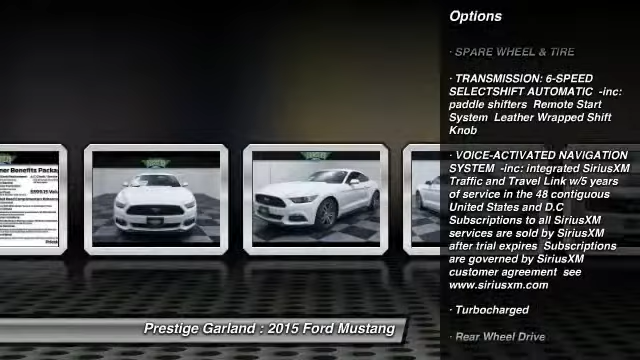 Options
· SPARE WHEEL & TIRE
· TRANSMISSION: 6-SPEED
SELECTSHIFT AUTOMATIC -inc:
paddle shifters Remote Start
System Leather Wrapped Shift
Knob
· VOICE-ACTIVATED NAVIGATION
SYSTEM -inc: integrated SiriusXM
Traffic and Travel Link w/5 years
of service in the 48 contiguous
United States and D.C
Subscriptions to all SiriusXM
services are sold by SiriusXM
after trial expires Subscriptions
are governed by SiriusXM
customer agreement see
www.siriusxm.com
· Turbocharged
· Rear Wheel Drive
ner Benefits Packa
Prestige Garland : 2015 Ford Mustang